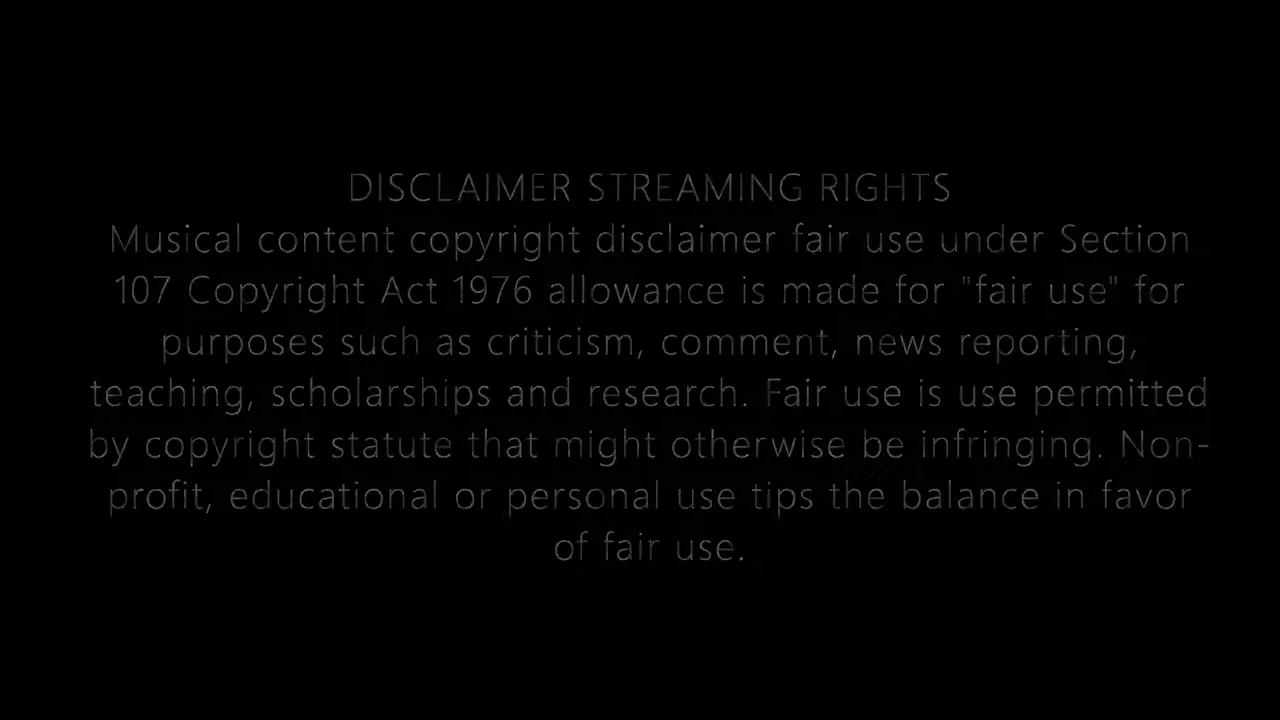 DISCLAIMER STREAMING RIGHTS
Musical content copyright disclaimer fair use under Section
107 Copyright Act 1976 allowance is made for "fair use" for
purposes such as criticism, comment, news reporting,
teaching, scholarships and research. Fair use is use permitted
by copyright statute that might otherwise be infringing. Non-
profit, educational or personal use tips the balance in favor
of fair use.